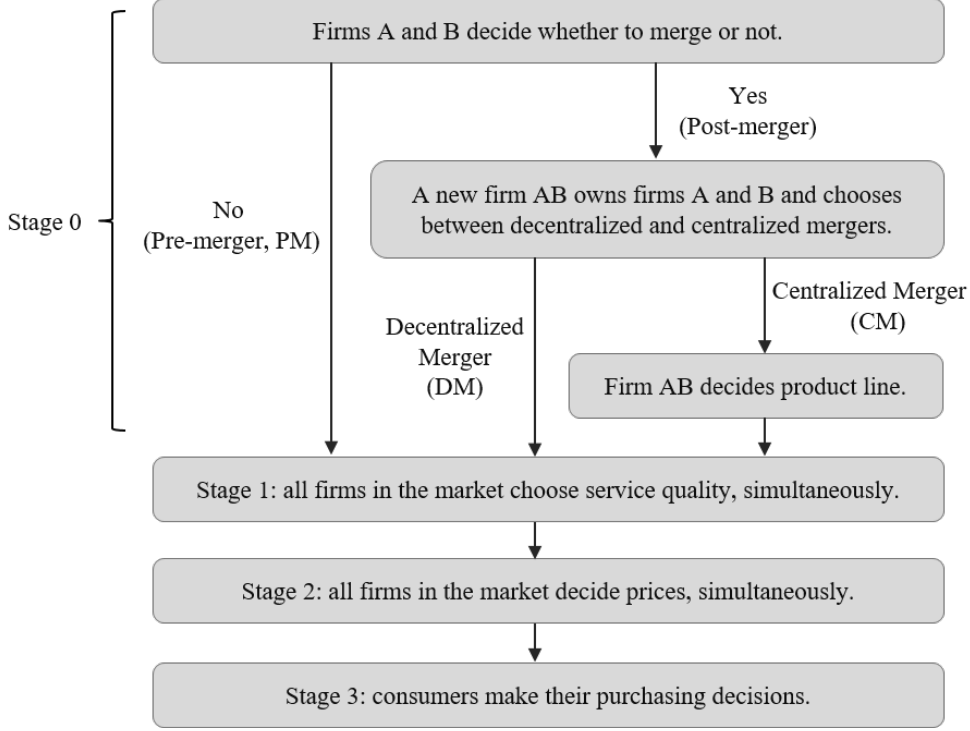 Firms A and B decide whether to merge or not.
Yes
(Post-merger)
A new firm AB owns firms A and B and chooses
between decentralized and centralized mergers.
Stage 0
No
(Pre-merger, PM)
Centralized Merger
(CM)
Decentralized
Merger
(DM)
Firm AB decides product line.
Stage 1: all firms in the market choose service quality, simultaneously.
Stage 2: all firms in the market decide prices, simultaneously.
Stage 3: consumers make their purchasing decisions.